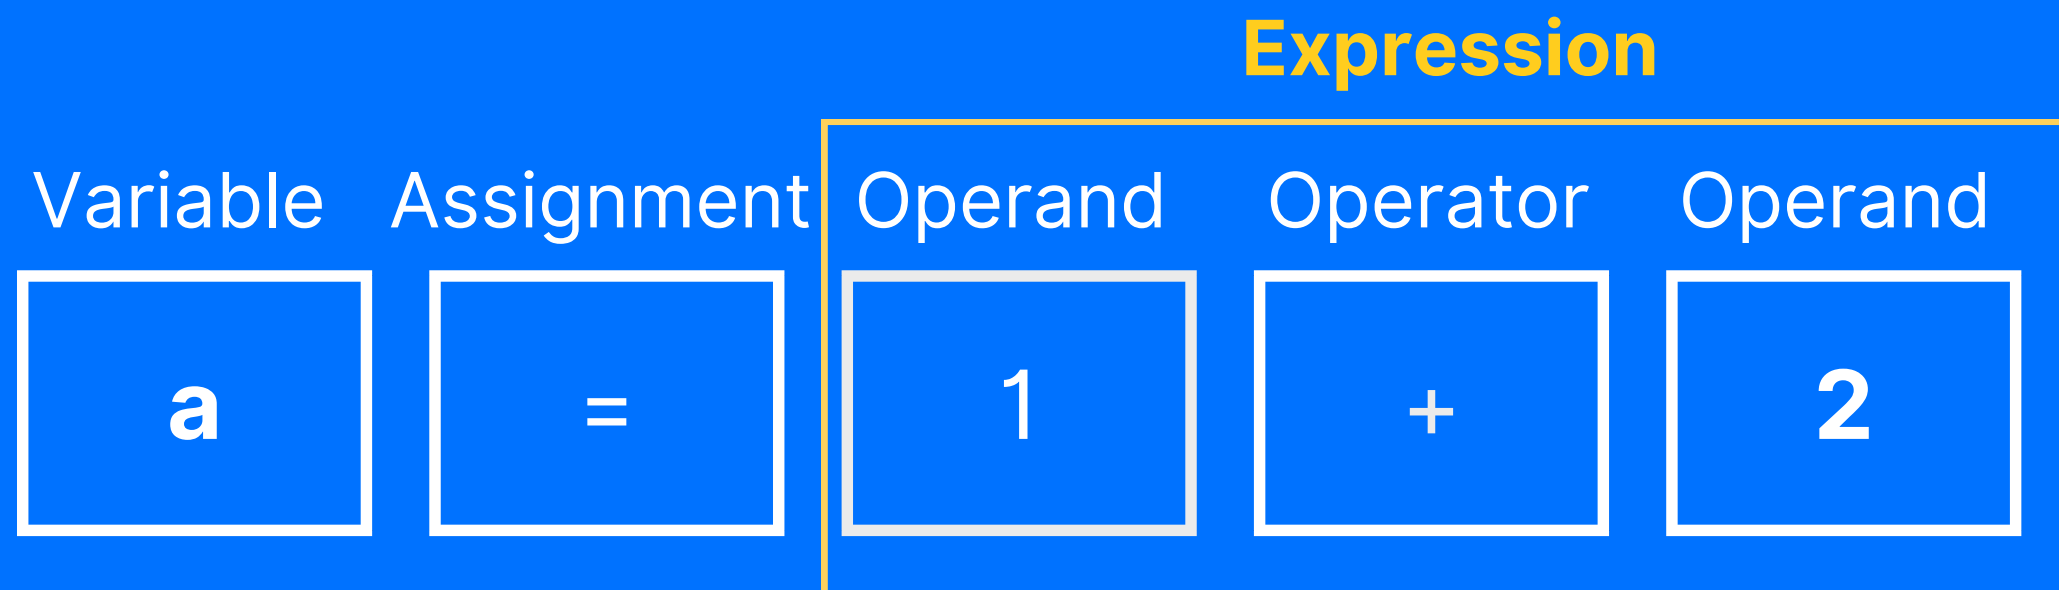 Expression
Variable Assignment Operand Operator Operand
a = 1 + 2